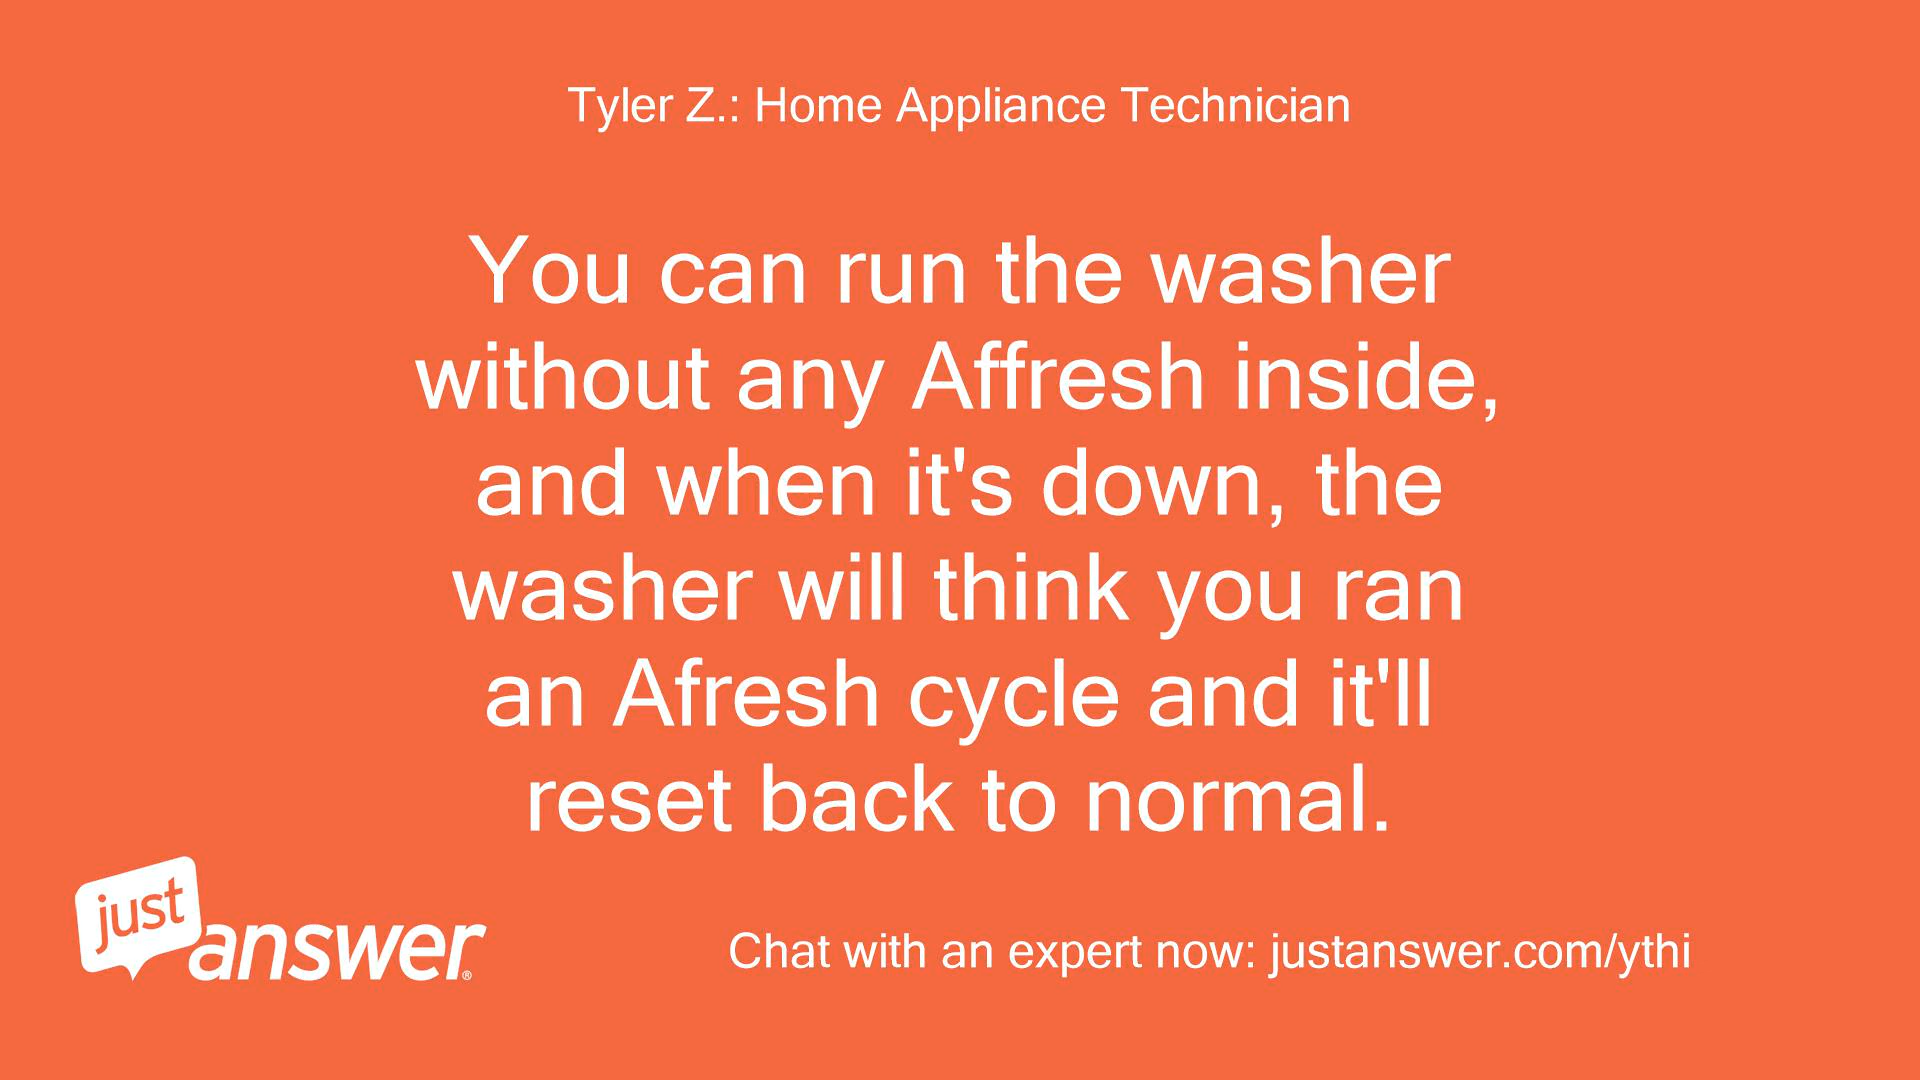 Tyler Z.: Home Appliance Technician
You can run the washer
without any Affresh inside,
and when it's down, the
washer will think you ran
an Afresh cycle and it'll
reset back to normal.
just
answer®
Chat with an expert now: justanswer.com/ythi